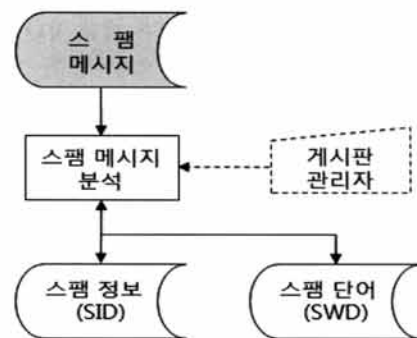 스 팸
메시지
스팸 메시지
분석
게시판
관리자
스팸 정보
(SID)
스팸 단어
(SWD)